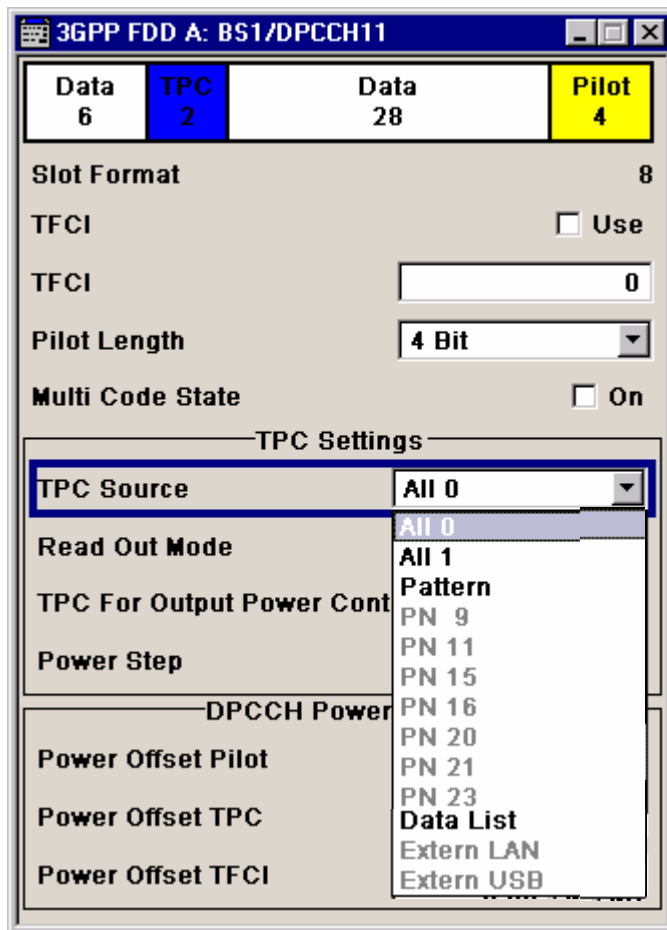 3GPP FDD A: BS1/DPCCH11
Data TPC Data Pilot
6 2 28 4
Slot Format 8
TFCI Use
TFCI 0
Pilot Length 4 Bit
Multi Code State On
TPC Settings
TPC Source All 0
All 0
Read Out Mode
All 1
Pattern
TPC For Output Power Cont
PN 9
PN 11
Power Step
PN 15
PN 16
DPCCH Power
PN 20
Power Offset Pilot
PN 21
PN 23
Power Offset TPC
Data List
Extern LAN
Power Offset TFCI
Extern USB